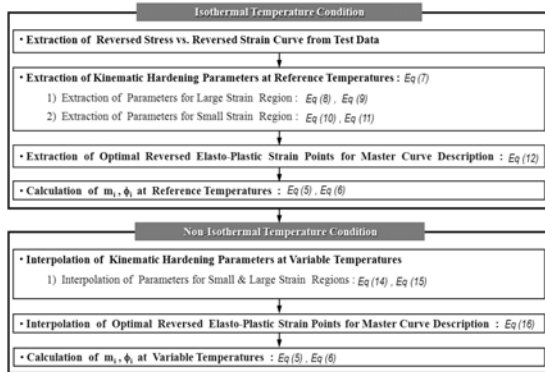 Isothermal Temperature Condition
• Extraction of Reversed Stress vs. Reversed Strain Curve from Test Data
• Extraction of Kinematic Hardening Parameters at Reference Temperatures : Eq (7)
1) Extraction of Parameters for Large Strain Region : Eq (8) , Eq (9)
2) Extraction of Parameters for Small Strain Region : Eq (10) , Eq (11)
• Extraction of Optimal Reversed Elasto-Plastic Strain Points for Master Curve Description : Eq (12)
• Calculation of mᵢ , ϕᵢ at Reference Temperatures : Eq (5) , Eq (6)
Non-Isothermal Temperature Condition
• Interpolation of Kinematic Hardening Parameters at Variable Temperatures
1) Interpolation of Parameters for Small & Large Strain Regions : Eq (14) , Eq (15)
• Interpolation of Optimal Reversed Elasto-Plastic Strain Points for Master Curve Description : Eq (16)
• Calculation of mᵢ , ϕᵢ at Variable Temperatures : Eq (5) , Eq (6)